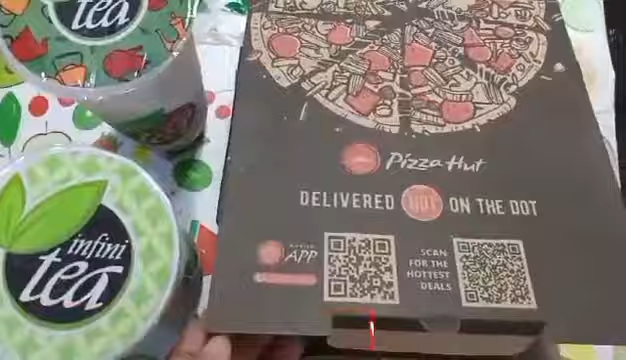 tea
infini
tea
Pizza Hut
DELIVERED HOT ON THE DOT
APP
SCAN
FOR THE
HOTTEST
DEALS